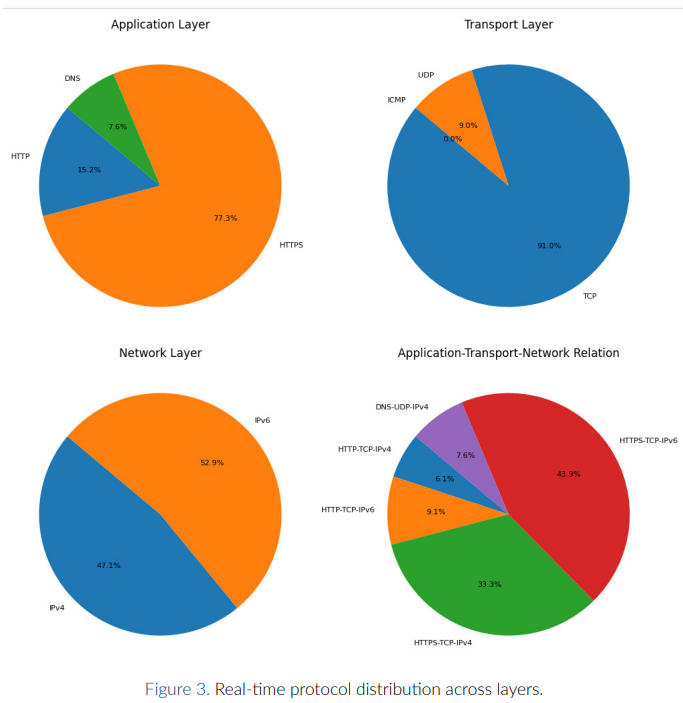 Application Layer
DNS
7.6%
HTTP
15.2%
77.3%
HTTPS
Transport Layer
UDP
ICMP
9.0%
0.0%
91.0%
TCP
Network Layer
IPv6
52.9%
47.1%
IPv4
Application-Transport-Network Relation
DNS-UDP-IPv4
HTTPS-TCP-IPv6
HTTP-TCP-IPv4
7.6%
43.9%
6.1%
HTTP-TCP-IPv6
9.1%
33.3%
HTTPS-TCP-IPv4
Figure 3. Real-time protocol distribution across layers.